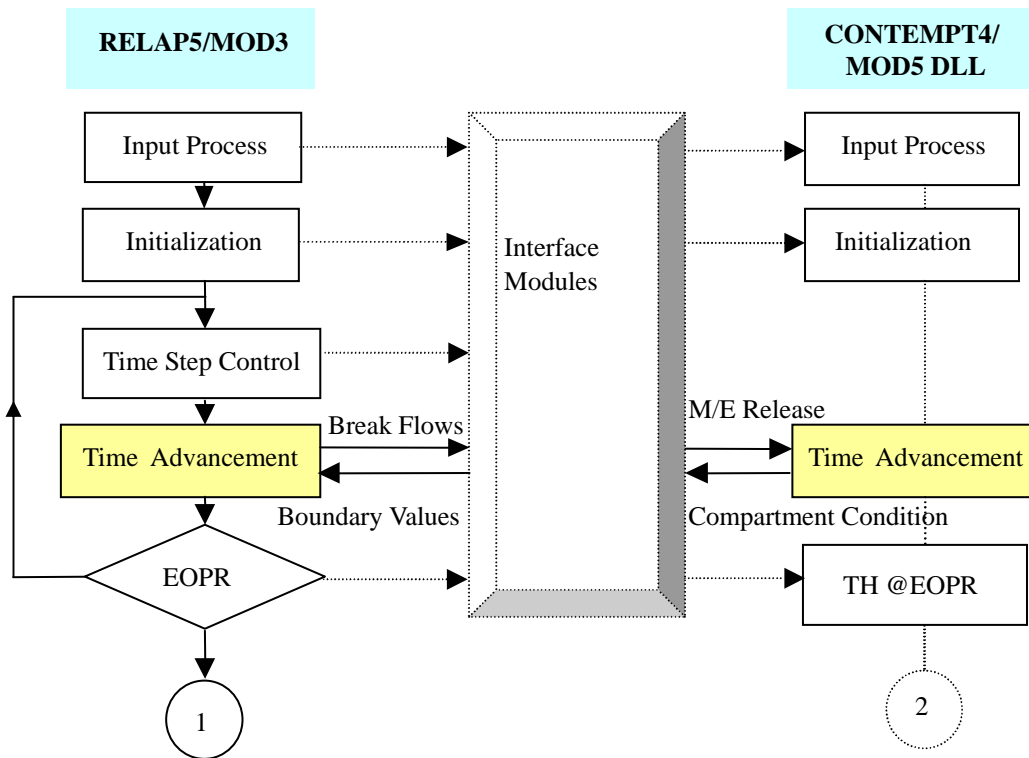 RELAP5/MOD3
CONTEMPT4/
MOD5 DLL
Input Process
Input Process
Initialization
Interface
Modules
Initialization
Time Step Control
Break Flows
M/E Release
Time Advancement
Time Advancement
Boundary Values
Compartment Condition
EOPR
TH @EOPR
1
2